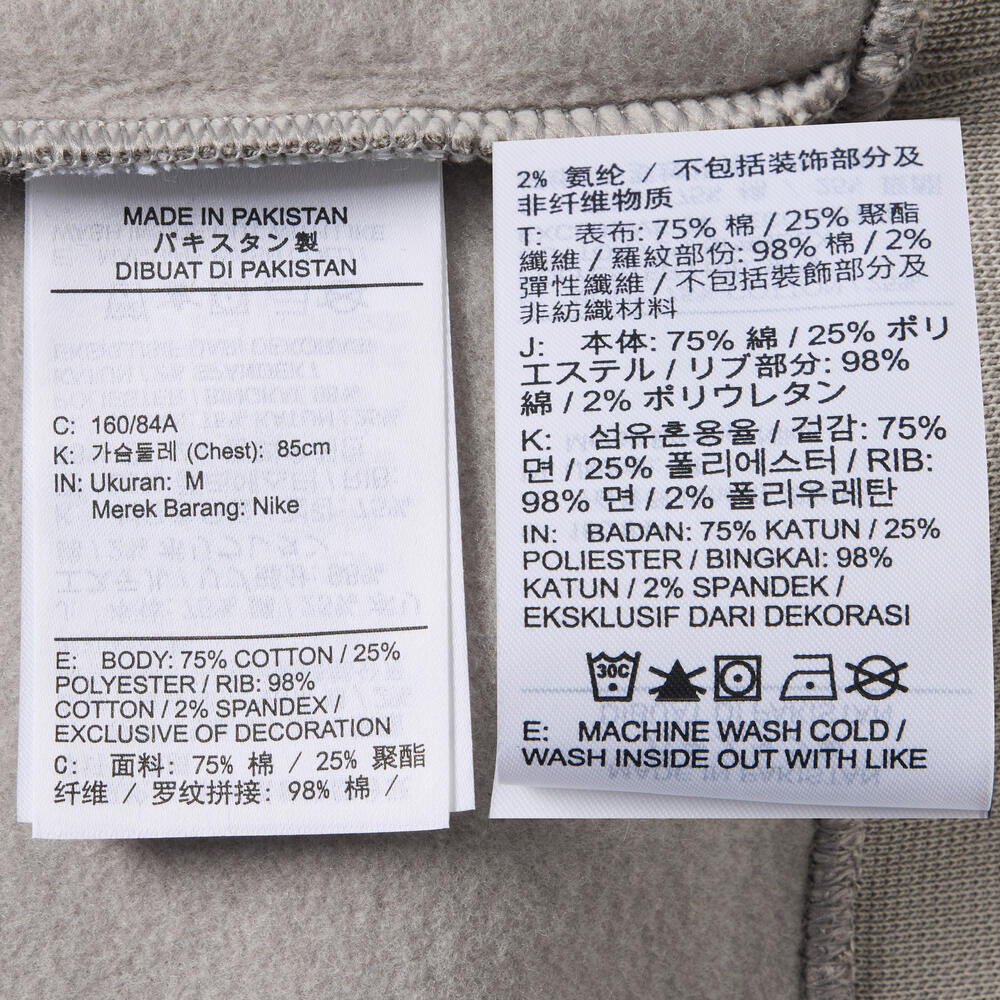 MADE IN PAKISTAN
パキスタン製
DIBUAT DI PAKISTAN
C: 160/84A
K: 가슴둘레 (Chest): 85cm
IN: Ukuran: M
Merek Barang: Nike
E: BODY: 75% COTTON / 25%
POLYESTER / RIB: 98%
COTTON / 2% SPANDEX /
EXCLUSIVE OF DECORATION
C: 面料: 75% 棉 / 25% 聚酯
纤维 / 罗纹拼接: 98% 棉 /
2% 氨纶 / 不包括装饰部分及
非纤维物质
T: 表布: 75% 棉 / 25% 聚酯
纖維 / 羅紋部份: 98% 棉 / 2%
彈性纖維 / 不包括裝飾部分及
非紡織材料
J: 本体: 75% 綿 / 25% ポリ
エステル / リブ部分: 98%
綿 / 2% ポリウレタン
K: 섬유혼용율 / 겉감: 75%
면 / 25% 폴리에스터 / RIB:
98% 면 / 2% 폴리우레탄
IN: BADAN: 75% KATUN / 25%
POLIESTER / BINGKAI: 98%
KATUN / 2% SPANDEK /
EKSKLUSIF DARI DEKORASI
30C
E: MACHINE WASH COLD /
WASH INSIDE OUT WITH LIKE